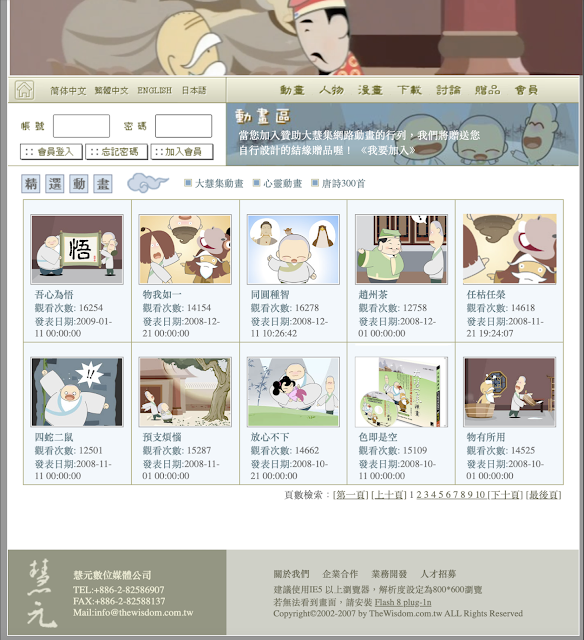 简体中文 繁體中文 ENGLISH 日本語 動畫 人物 漫畫 下載 討論 贈品 會員
帳 號 密 碼
:: 會員登入 :: 忘記密碼 ::加入會員
動畫區
當您加入贊助大慧集網路動畫的行列，我們將贈送您
自行設計的結緣贈品喔！《我要加入》
精選動畫 大慧集動畫 心靈動畫 唐詩300首
悟
吾心為悟
觀看次數: 16254
發表日期:2009-01-
11 00:00:00
物我如一
觀看次數: 14154
發表日期:2008-12-
31 00:00:00
同圓種智
觀看次數: 16278
發表日期:2008-12-
11 10:26:42
趙州茶
觀看次數: 12758
發表日期:2008-12-
01 00:00:00
任枯任榮
觀看次數: 14618
發表日期:2008-11-
21 19:24:07
!!
四蛇二鼠
觀看次數: 12501
發表日期:2008-11-
11 00:00:00
預支煩惱
觀看次數: 15287
發表日期:2008-11-
01 00:00:00
放心不下
觀看次數: 14662
發表日期:2008-10-
21 00:00:00
色即是空
觀看次數: 15109
發表日期:2008-10-
11 00:00:00
物有所用
觀看次數: 14525
發表日期:2008-10-
01 00:00:00
頁數檢索：[第一頁] [上十頁] 1 2 3 4 5 6 7 8 9 10 [下十頁] [最後頁]
慧元
慧元數位媒體公司
TEL:+886-2-82586907
FAX:+886-2-82588137
Mail:info@thewisdom.com.tw
關於我們 企業合作 業務開發 人才招募
建議使用IE5 以上瀏覽器，解析度設定為800*600瀏覽
若無法看到畫面，請安裝 Flash 8 plug-1n
Copyright©2002-2007 by TheWisdom.com.tw ALL Rights Reserved